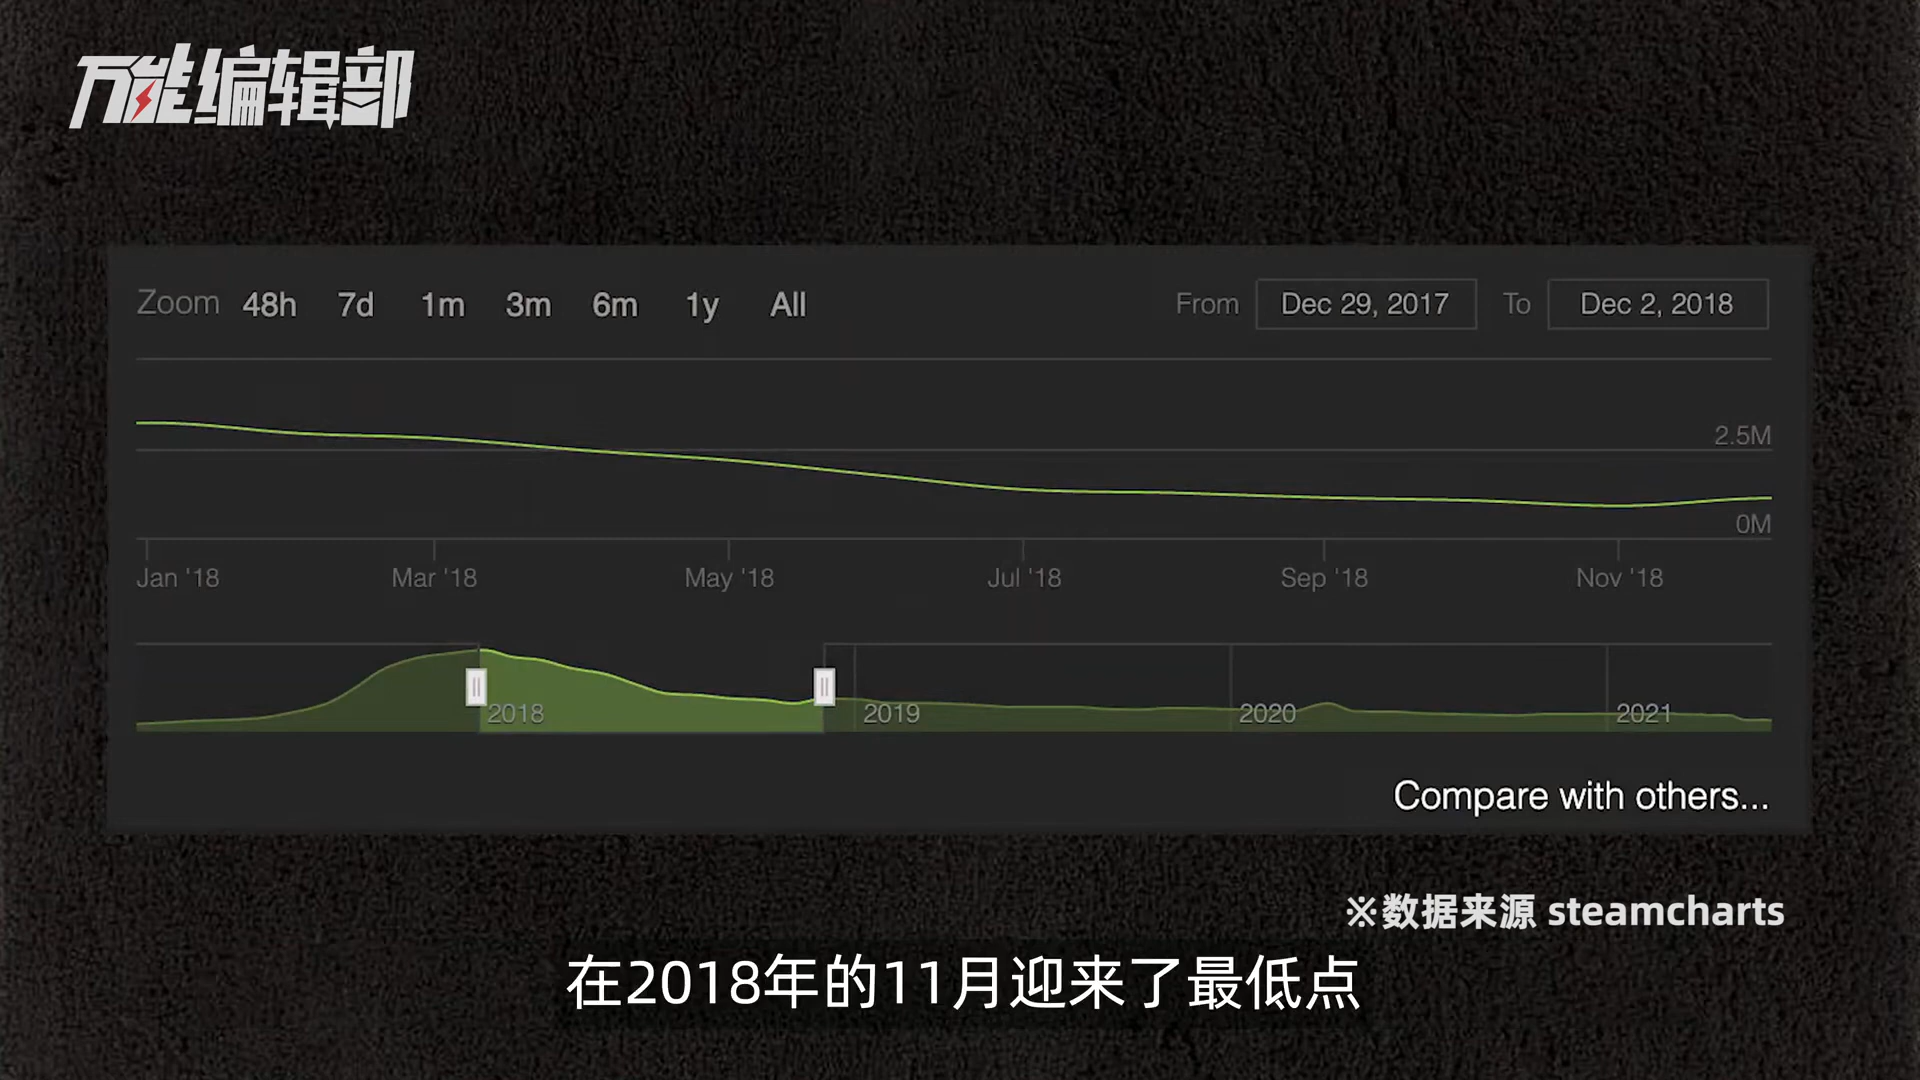 万能编辑部
Zoom 48h 7d 1m 3m 6m 1y All From Dec 29, 2017 To Dec 2, 2018
2.5M
0M
Jan '18 Mar '18 May '18 Jul '18 Sep '18 Nov '18
2018 2019 2020 2021
Compare with others...
※数据来源 steamcharts
在2018年的11月迎来了最低点